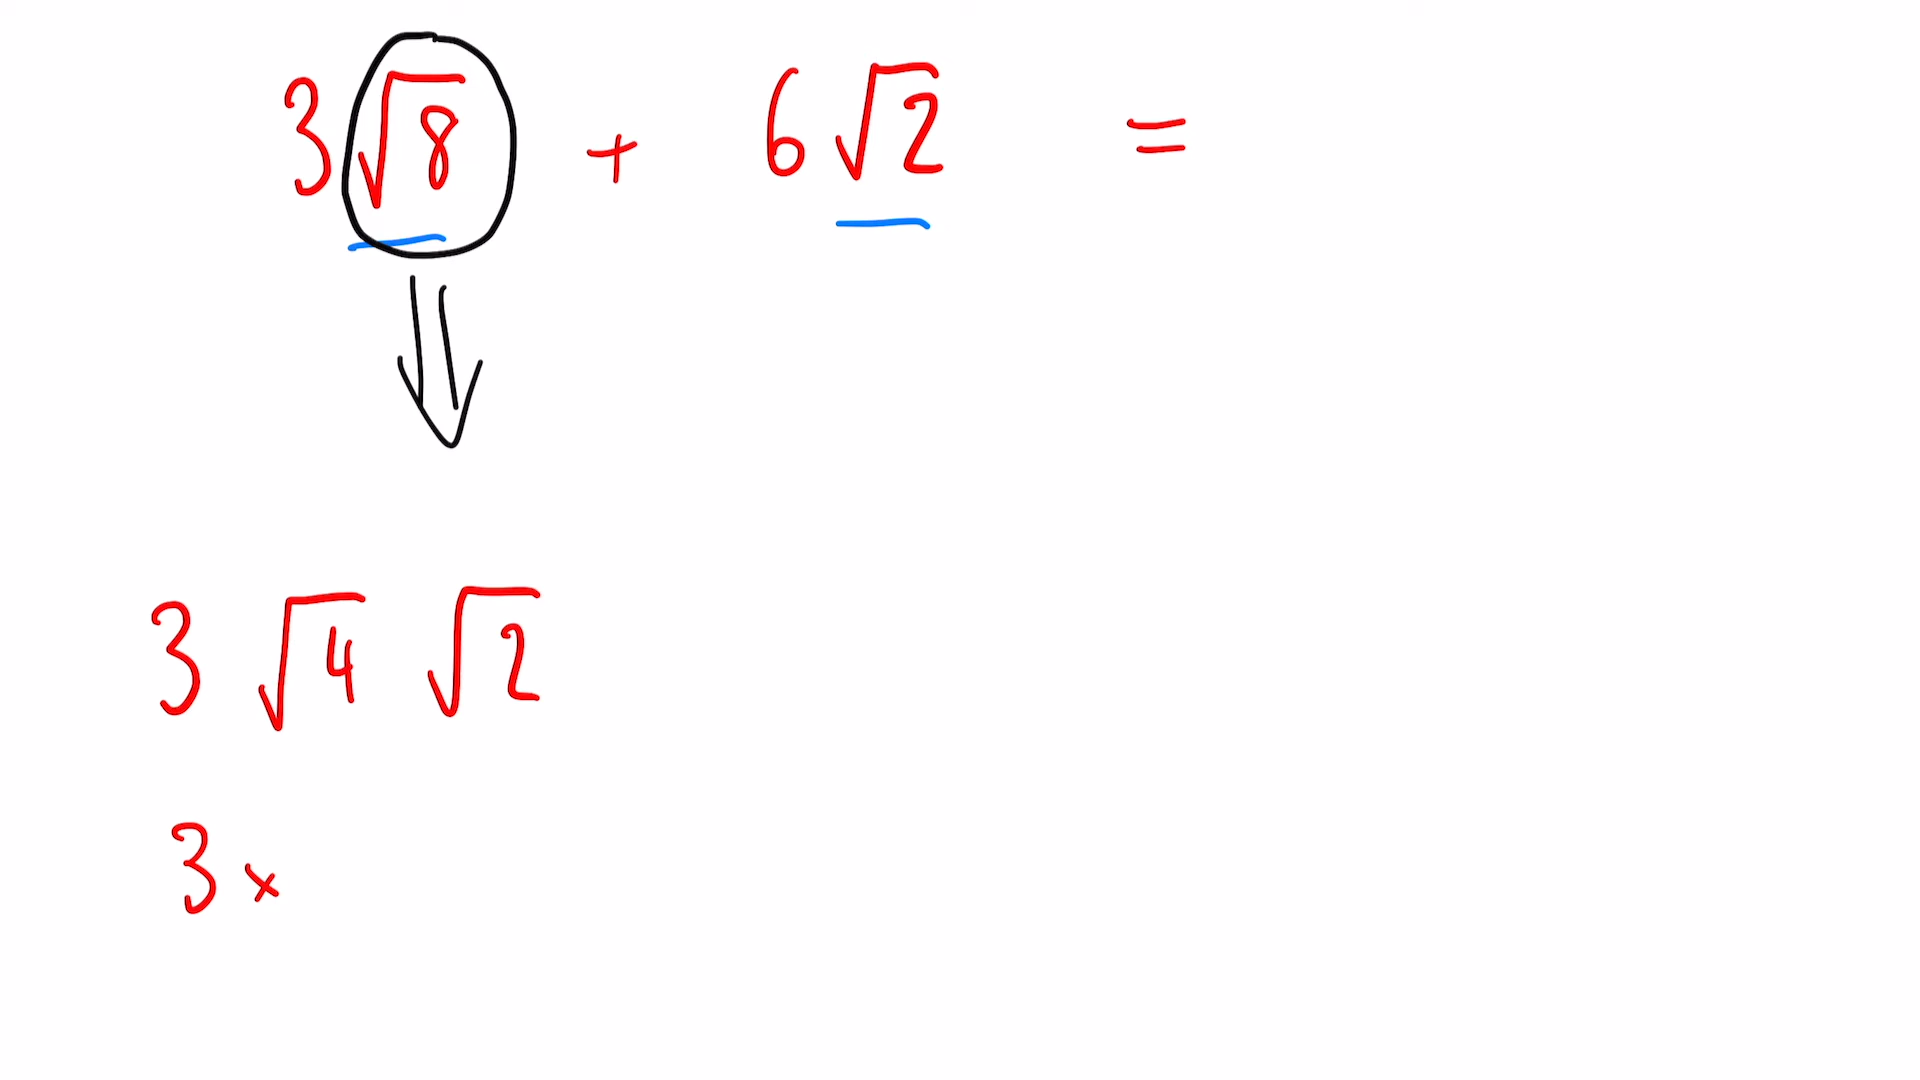 3√8 + 6√2 =
3 √4 √2
3 ×